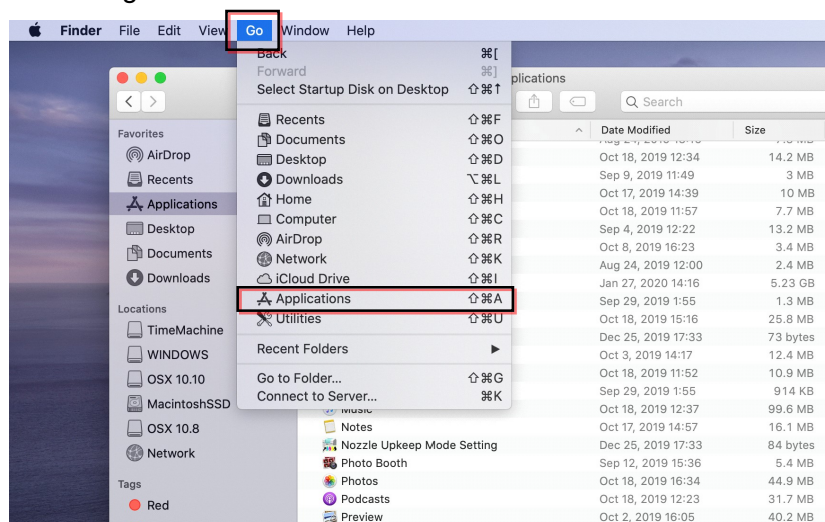 Finder File Edit View Go Window Help
Back ⌘[
Forward ⌘]
Select Startup Disk on Desktop ⇧⌘↑
Recents ⇧⌘F
Documents ⇧⌘O
Desktop ⇧⌘D
Downloads ⌥⌘L
Home ⇧⌘H
Computer ⇧⌘C
AirDrop ⇧⌘R
Network ⇧⌘K
iCloud Drive ⇧⌘I
Applications ⇧⌘A
Utilities ⇧⌘U
Recent Folders
Go to Folder... ⇧⌘G
Connect to Server... ⌘K
plications
Search
Favorites
AirDrop
Recents
Applications
Desktop
Documents
Downloads
Locations
TimeMachine
WINDOWS
OSX 10.10
MacintoshSSD
OSX 10.8
Network
Tags
Red
Date Modified Size
Oct 18, 2019 12:34 14.2 MB
Sep 9, 2019 11:49 3 MB
Oct 17, 2019 14:39 10 MB
Oct 18, 2019 11:57 7.7 MB
Sep 4, 2019 12:22 13.2 MB
Oct 8, 2019 16:23 3.4 MB
Aug 24, 2019 12:00 2.4 MB
Jan 27, 2020 14:16 5.23 GB
Sep 29, 2019 1:55 1.3 MB
Oct 18, 2019 15:16 25.8 MB
Dec 25, 2019 17:33 73 bytes
Oct 3, 2019 14:17 12.4 MB
Oct 18, 2019 11:52 10.9 MB
Sep 29, 2019 1:55 914 KB
Music Oct 18, 2019 12:37 99.6 MB
Notes Oct 17, 2019 14:57 16.1 MB
Nozzle Upkeep Mode Setting Dec 25, 2019 17:33 84 bytes
Photo Booth Sep 12, 2019 15:36 5.4 MB
Photos Oct 18, 2019 16:34 44.9 MB
Podcasts Oct 18, 2019 12:23 31.7 MB
Preview Oct 2, 2019 16:05 40.2 MB